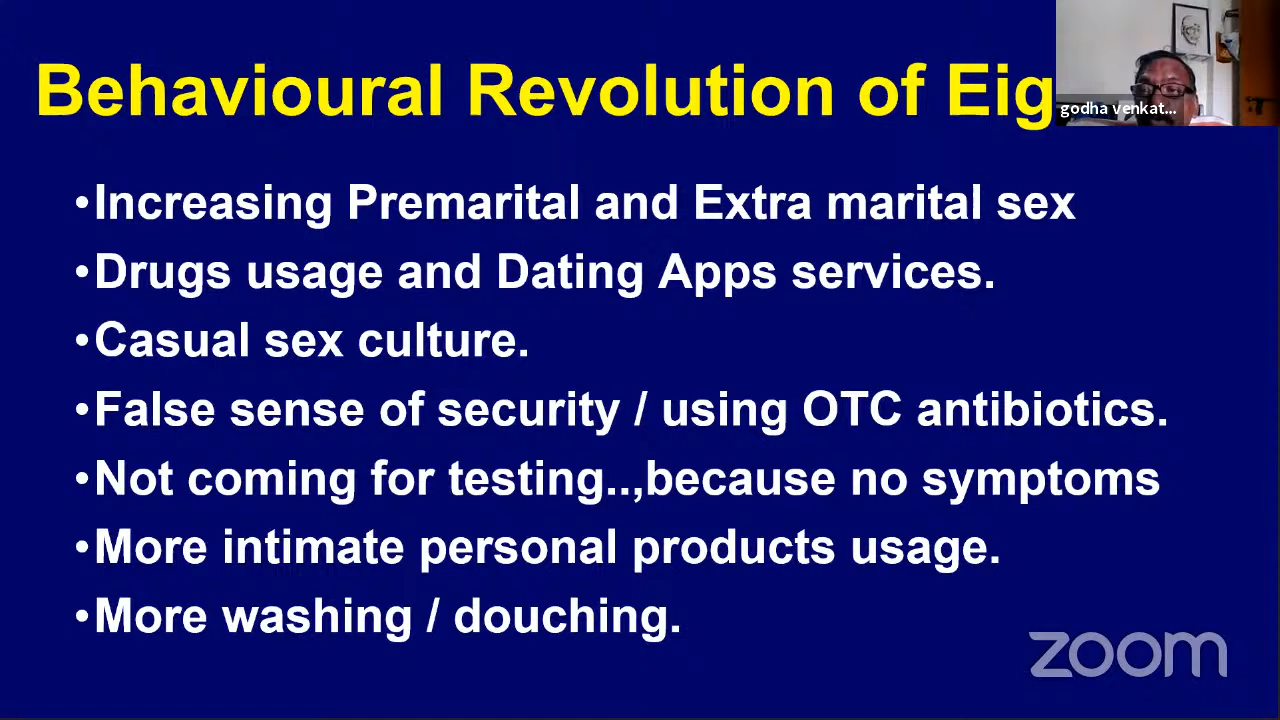 Behavioural Revolution of Eig
godha venkat...
•Increasing Premarital and Extra marital sex
•Drugs usage and Dating Apps services.
•Casual sex culture.
•False sense of security / using OTC antibiotics.
•Not coming for testing..,because no symptoms
•More intimate personal products usage.
•More washing / douching.
zoom